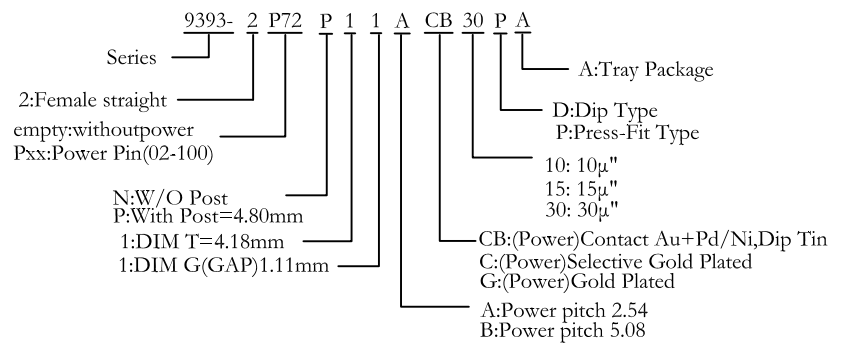 9393- 2 P72 P 1 1 A CB 30 P A
Series
A:Tray Package
2:Female straight
D:Dip Type
P:Press-Fit Type
empty:withoutpower
Pxx:Power Pin(02-100)
10: 10μ"
15: 15μ"
30: 30μ"
N:W/O Post
P:With Post=4.80mm
1:DIM T=4.18mm
1:DIM G(GAP)1.11mm
CB:(Power)Contact Au+Pd/Ni,Dip Tin
C:(Power)Selective Gold Plated
G:(Power)Gold Plated
A:Power pitch 2.54
B:Power pitch 5.08